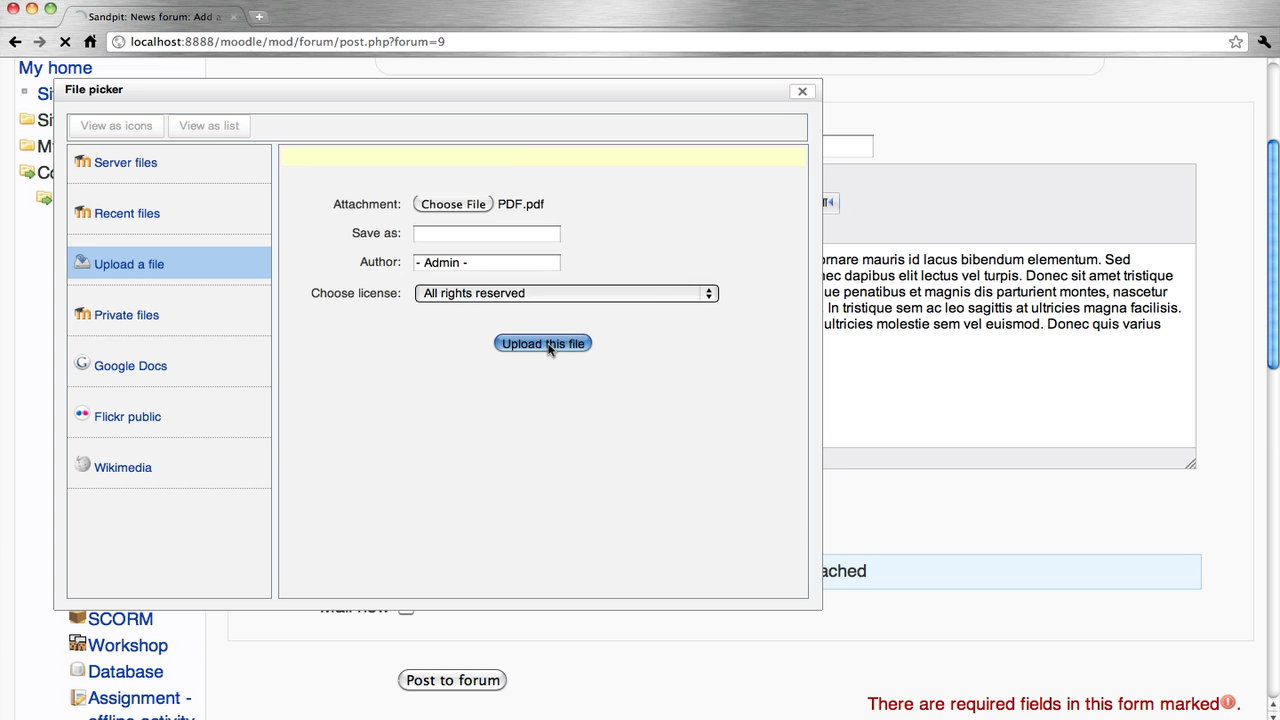 Sandpit: News forum: Add a
localhost:8888/moodle/mod/forum/post.php?forum=9
My home
File picker
View as icons
View as list
Server files
Recent files
Upload a file
Private files
Google Docs
Flickr public
Wikimedia
Attachment:
Choose File
PDF.pdf
Save as:
Author:
- Admin -
Choose license:
All rights reserved
Upload this file
ornare mauris id lacus bibendum elementum. Sed
nec dapibus elit lectus vel turpis. Donec sit amet tristique
ue penatibus et magnis dis parturient montes, nascetur
In tristique sem ac leo sagittis at ultricies magna facilisis.
ultricies molestie sem vel euismod. Donec quis varius
ached
SCORM
Workshop
Database
Assignment -
offline activity
Post to forum
There are required fields in this form marked